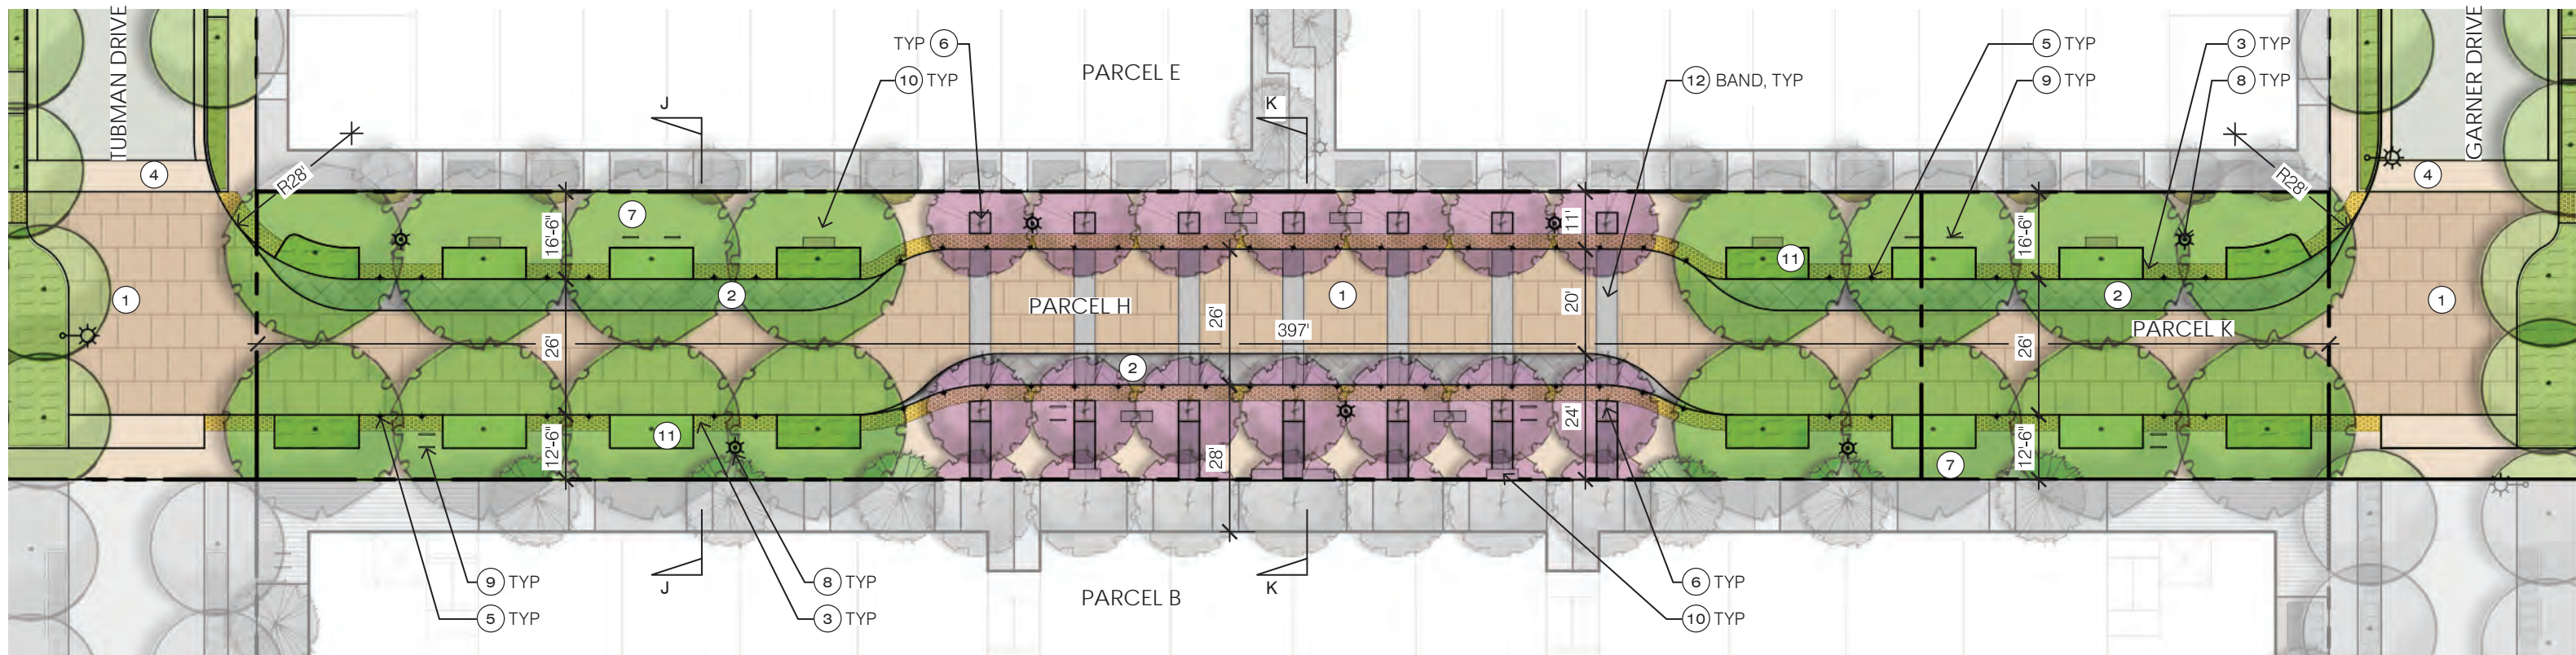 TUBMAN DRIVE
GARNER DRIVE
TYP 6
5 TYP
3 TYP
10 TYP
PARCEL E
12 BAND, TYP
9 TYP
8 TYP
J
K
4
R28'
R28'
4
7
16'-6"
11'
16'-6"
11
1
2
PARCEL H
26'
1
20'
2
PARCEL K
1
397'
26'
26'
2
11
12'-6"
28'
24'
12'-6"
7
9 TYP
8 TYP
J
K
6 TYP
5 TYP
3 TYP
PARCEL B
10 TYP